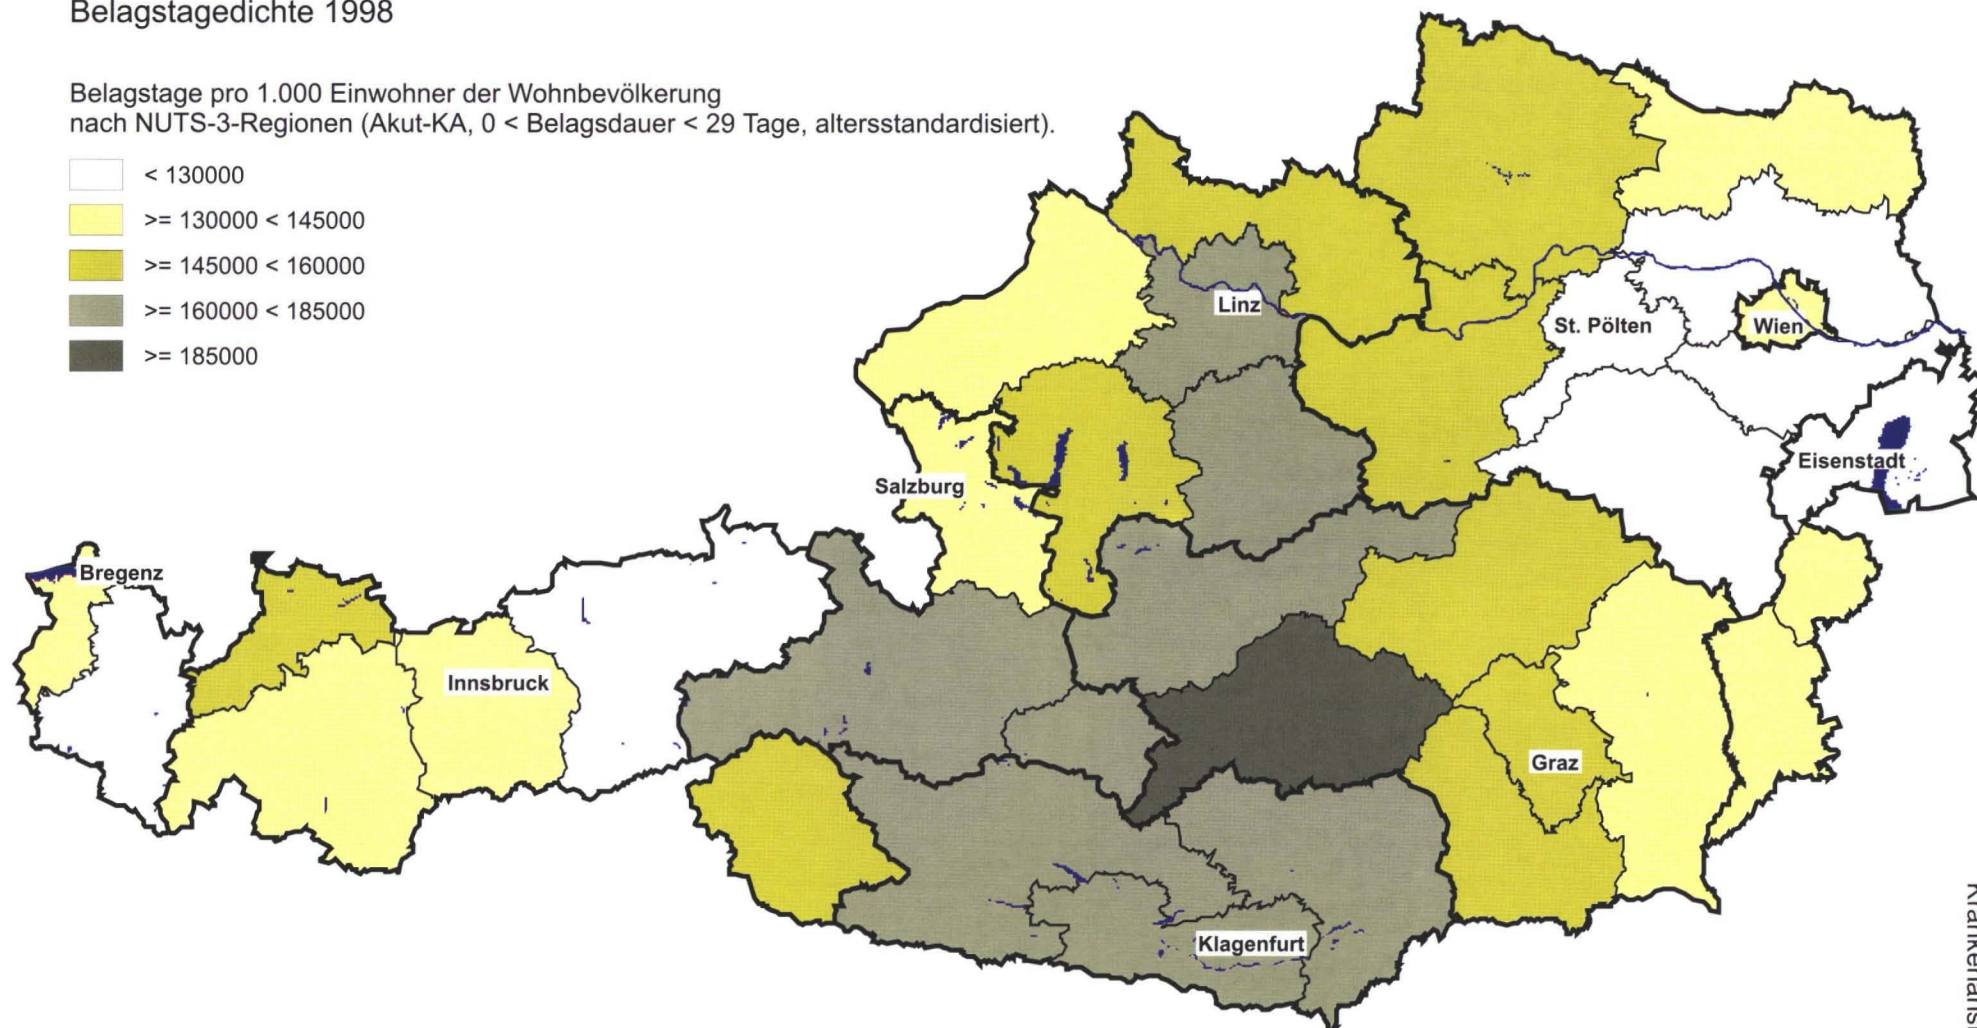 Belagstagedichte 1998
Belagstage pro 1.000 Einwohner der Wohnbevölkerung
nach NUTS-3-Regionen (Akut-KA, 0 < Belagsdauer < 29 Tage, altersstandardisiert).
< 130000
>= 130000 < 145000
>= 145000 < 160000
>= 160000 < 185000
>= 185000
Linz
St. Pölten
Wien
Eisenstadt
Salzburg
Bregenz
Innsbruck
Graz
Klagenfurt